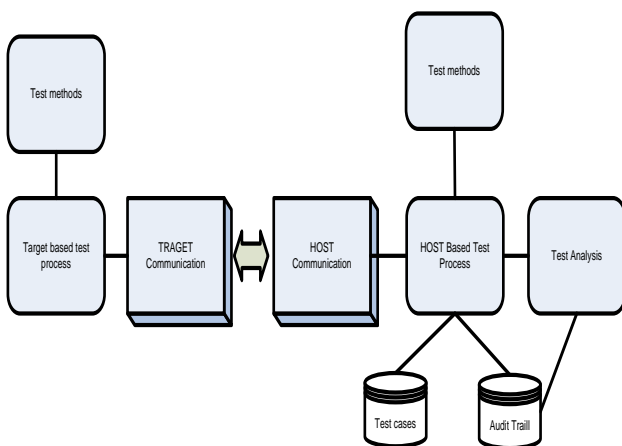 Test methods
Test methods
Target based test
process
TRAGET
Communication
HOST
Communication
HOST Based Test
Process
Test Analysis
Test cases
Audit Traill